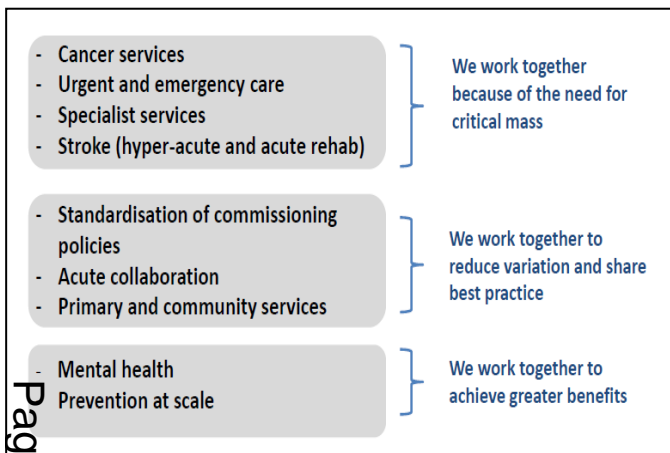 - Cancer services
- Urgent and emergency care
- Specialist services
- Stroke (hyper-acute and acute rehab)
We work together
because of the need for
critical mass
- Standardisation of commissioning
policies
- Acute collaboration
- Primary and community services
We work together to
reduce variation and share
best practice
- Mental health
Prevention at scale
We work together to
achieve greater benefits
Pag